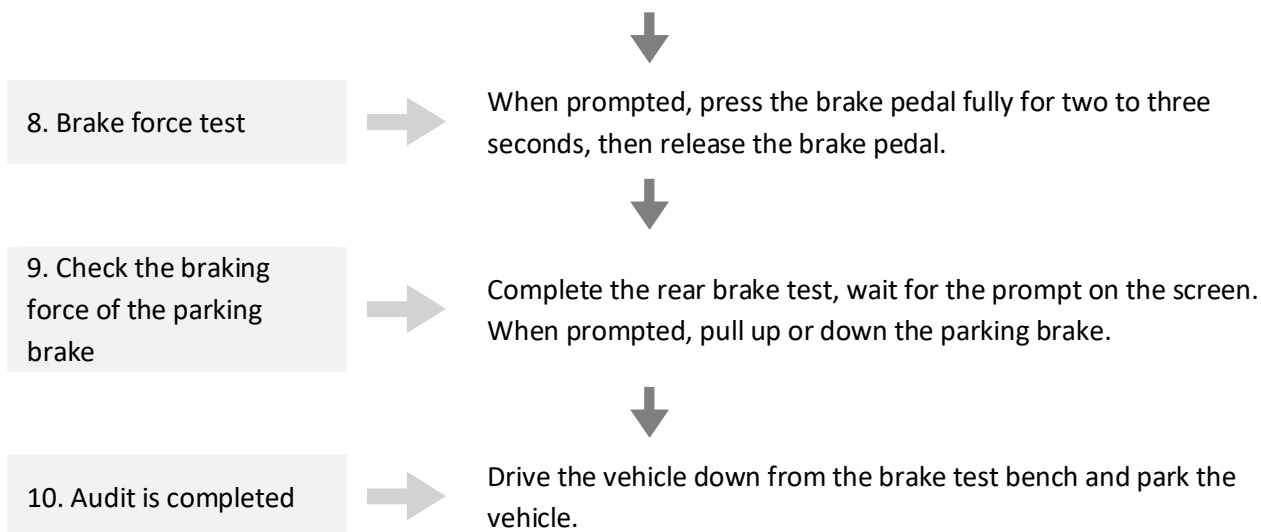 8. Brake force test
When prompted, press the brake pedal fully for two to three
seconds, then release the brake pedal.
9. Check the braking
force of the parking
brake
Complete the rear brake test, wait for the prompt on the screen.
When prompted, pull up or down the parking brake.
10. Audit is completed
Drive the vehicle down from the brake test bench and park the
vehicle.